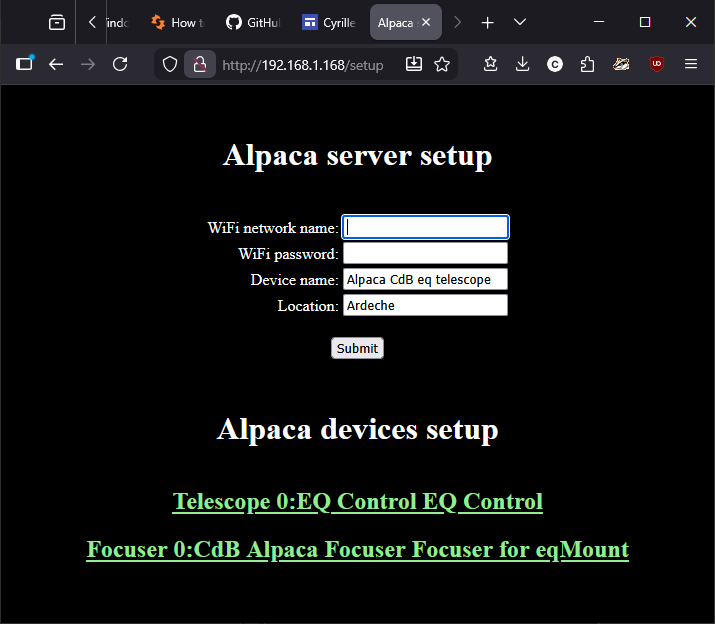 How t
GitHu
Cyrille
Alpaca
http://192.168.1.168/setup
Alpaca server setup
WiFi network name:
WiFi password:
Device name: Alpaca CdB eq telescope
Location: Ardeche
Submit
Alpaca devices setup
Telescope 0:EQ Control EQ Control
Focuser 0:CdB Alpaca Focuser Focuser for eqMount